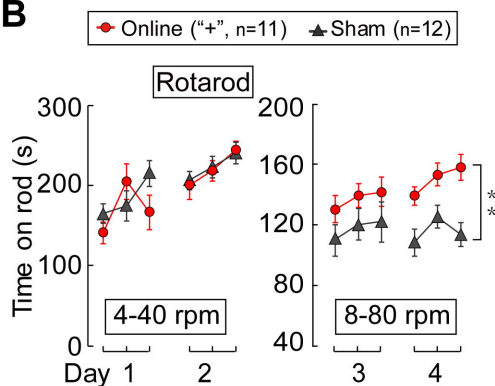 B
Online ("+", n=11) Sham (n=12)
Rotarod
Time on rod (s)
300
200
100
0
4-40 rpm
200
160
120
80
40
8-80 rpm
**
Day 1 2 3 4